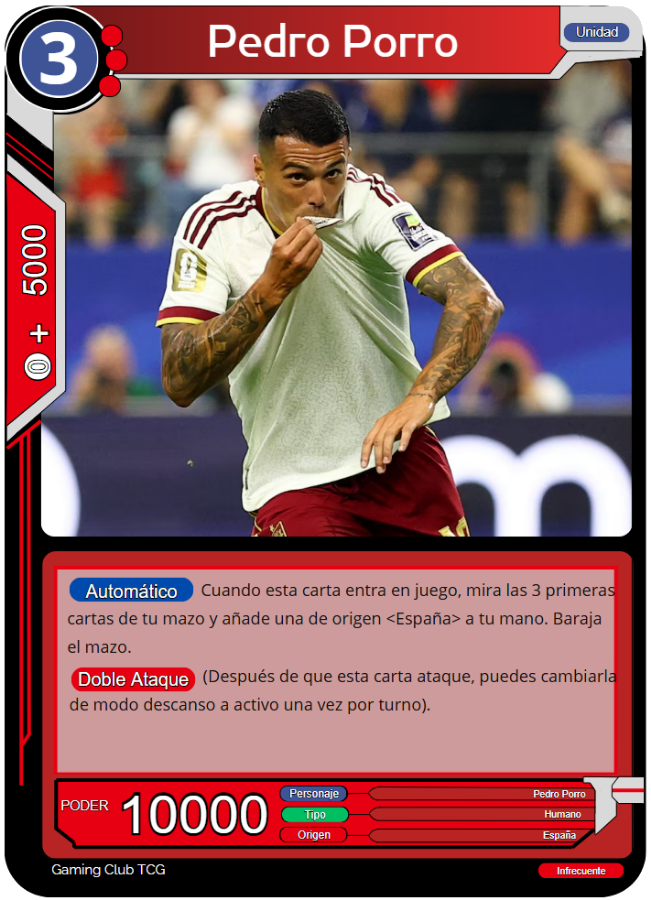 3
Pedro Porro
Unidad
0 + 5000
Automático Cuando esta carta entra en juego, mira las 3 primeras
cartas de tu mazo y añade una de origen <España> a tu mano. Baraja
el mazo.
Doble Ataque (Después de que esta carta ataque, puedes cambiarla
de modo descanso a activo una vez por turno).
PODER 10000
Personaje Pedro Porro
Tipo Humano
Origen España
Gaming Club TCG
Infrecuente